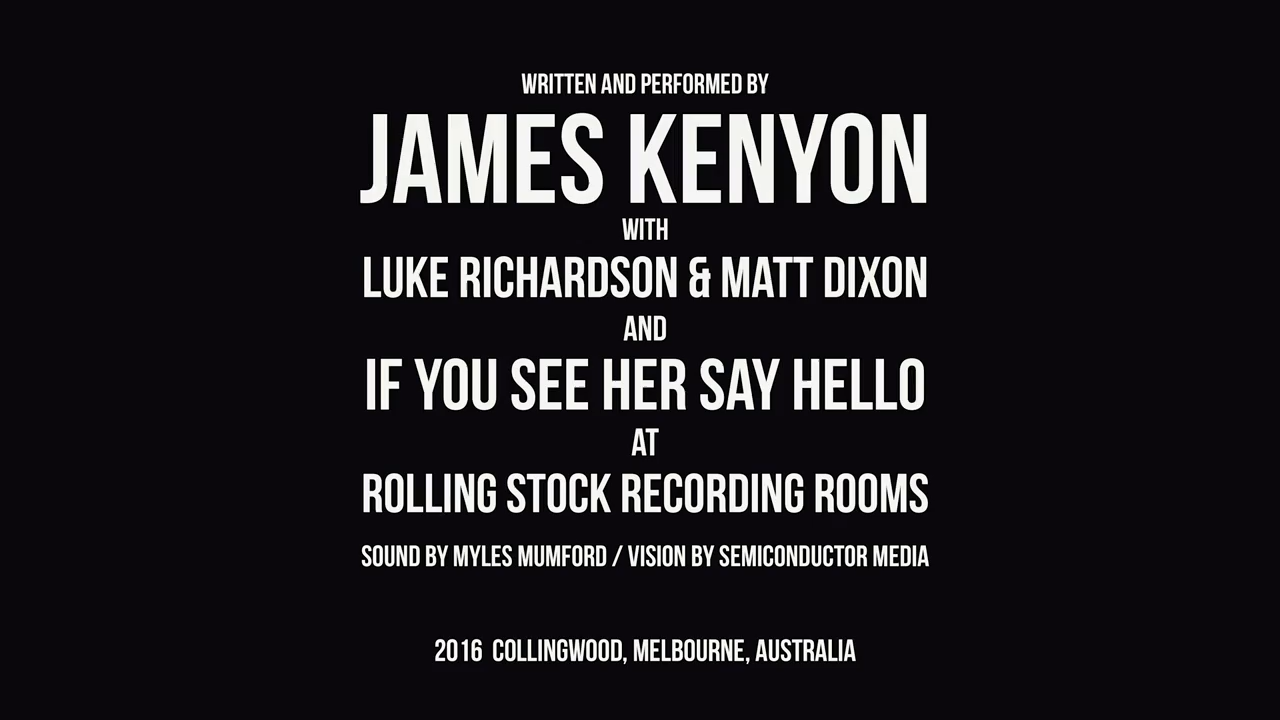 WRITTEN AND PERFORMED BY
JAMES KENYON
WITH
LUKE RICHARDSON & MATT DIXON
AND
IF YOU SEE HER SAY HELLO
AT
ROLLING STOCK RECORDING ROOMS
SOUND BY MYLES MUMFORD / VISION BY SEMICONDUCTOR MEDIA
2016 COLLINGWOOD, MELBOURNE, AUSTRALIA